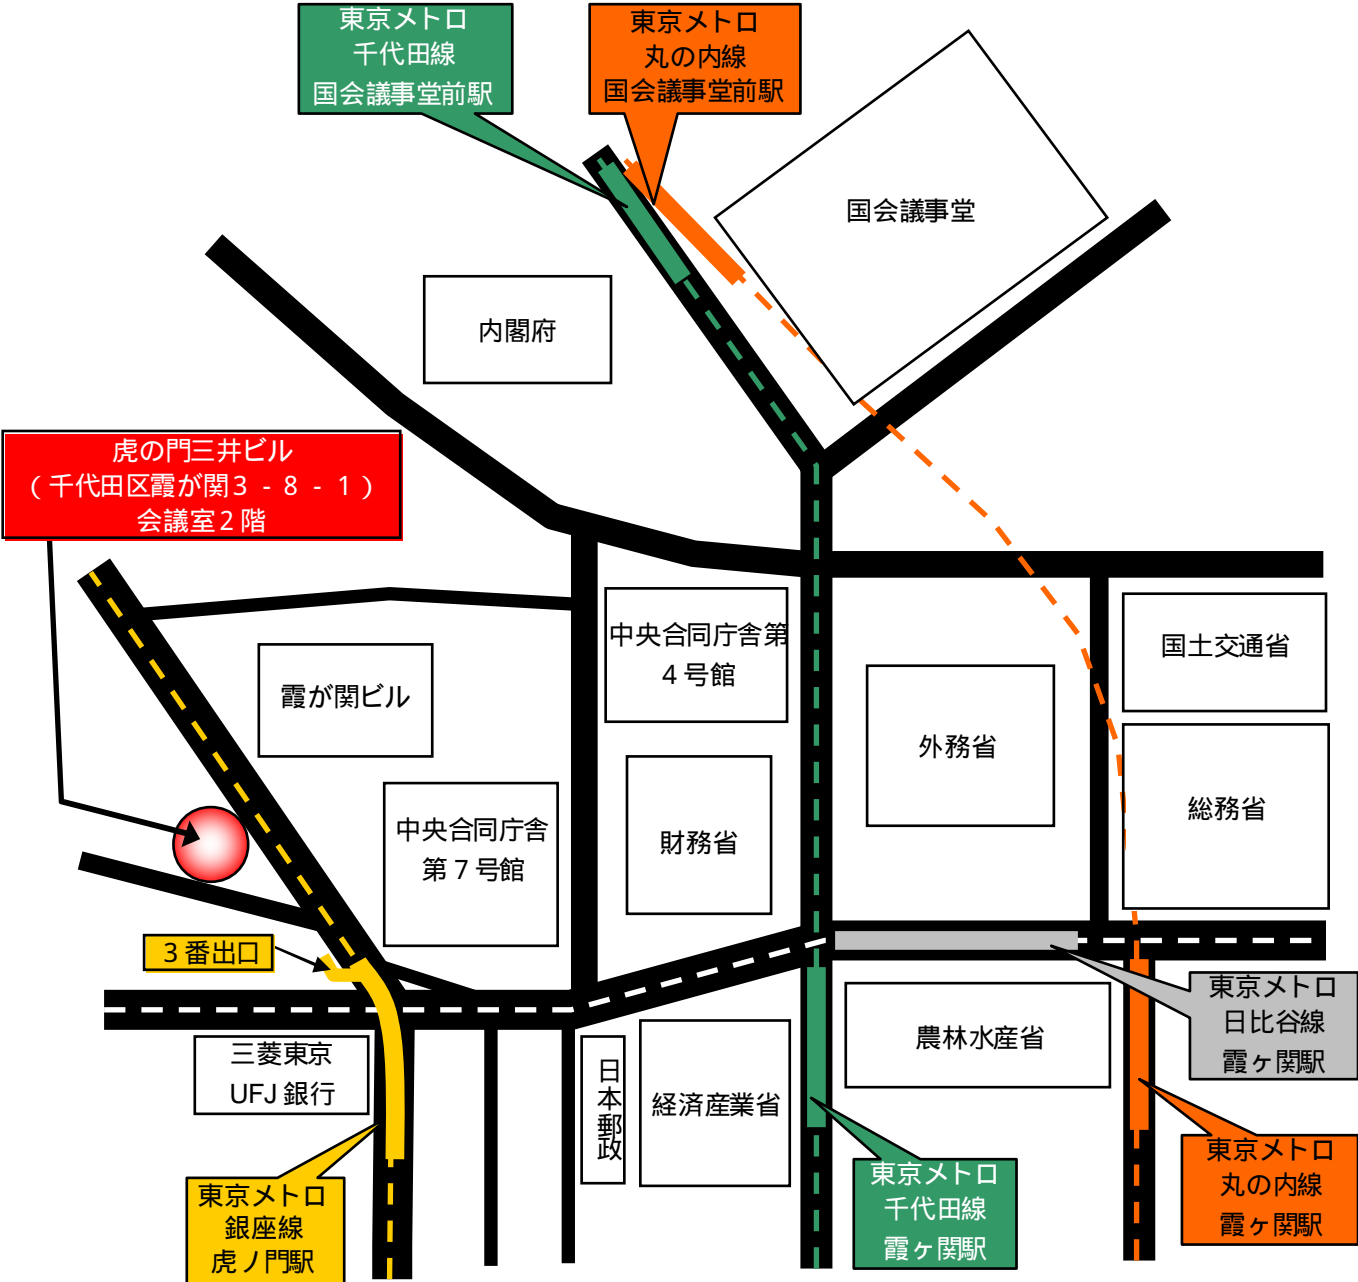 東京メトロ
千代田線
国会議事堂前駅
東京メトロ
丸の内線
国会議事堂前駅
国会議事堂
内閣府
虎の門三井ビル
（千代田区霞が関3‐8‐1）
会議室2階
中央合同庁舎第
4号館
国土交通省
霞が関ビル
外務省
総務省
中央合同庁舎
第7号館
財務省
3番出口
東京メトロ
日比谷線
霞ヶ関駅
農林水産省
三菱東京
UFJ銀行
日本郵政
経済産業省
東京メトロ
銀座線
虎ノ門駅
東京メトロ
千代田線
霞ヶ関駅
東京メトロ
丸の内線
霞ヶ関駅